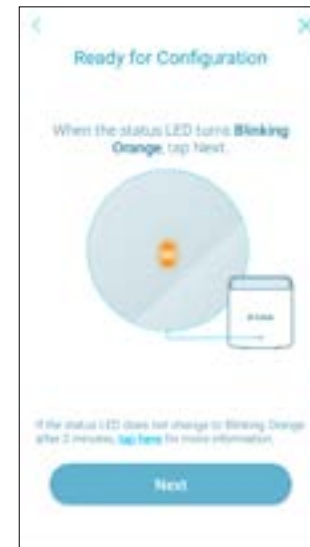 Ready for Configuration
When the status LED turns Blinking
Orange, tap Next.
D-Link
If the status LED does not change to Blinking Orange
after 2 minutes, tap here for more information.
Next